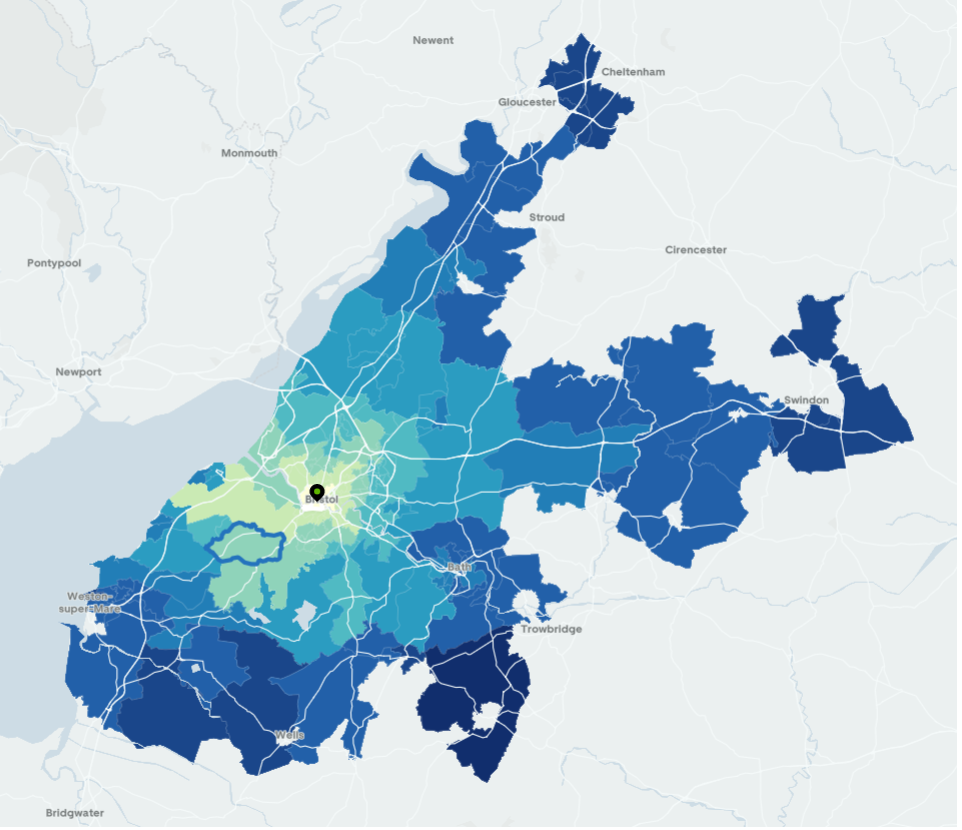 Newent
Cheltenham
Gloucester
Monmouth
Stroud
Cirencester
Pontypool
Newport
Swindon
Bristol
Bath
Weston-
super-Mare
Trowbridge
Wells
Bridgwater